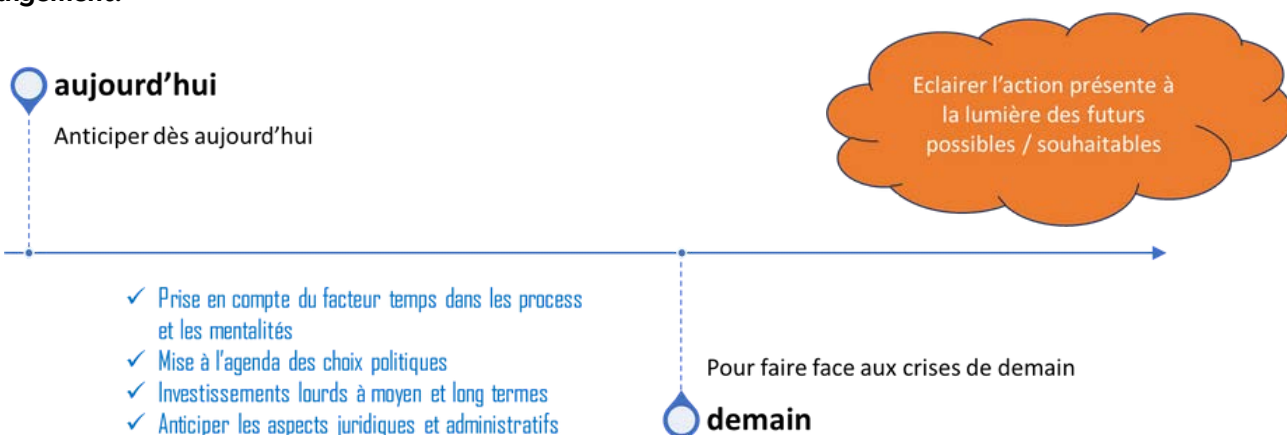 aujourd'hui
Anticiper dès aujourd'hui
Eclairer l'action présente à
la lumière des futurs
possibles / souhaitables
✓ Prise en compte du facteur temps dans les process
et les mentalités
✓ Mise à l'agenda des choix politiques
✓ Investissements lourds à moyen et long termes
✓ Anticiper les aspects juridiques et administratifs
Pour faire face aux crises de demain
demain